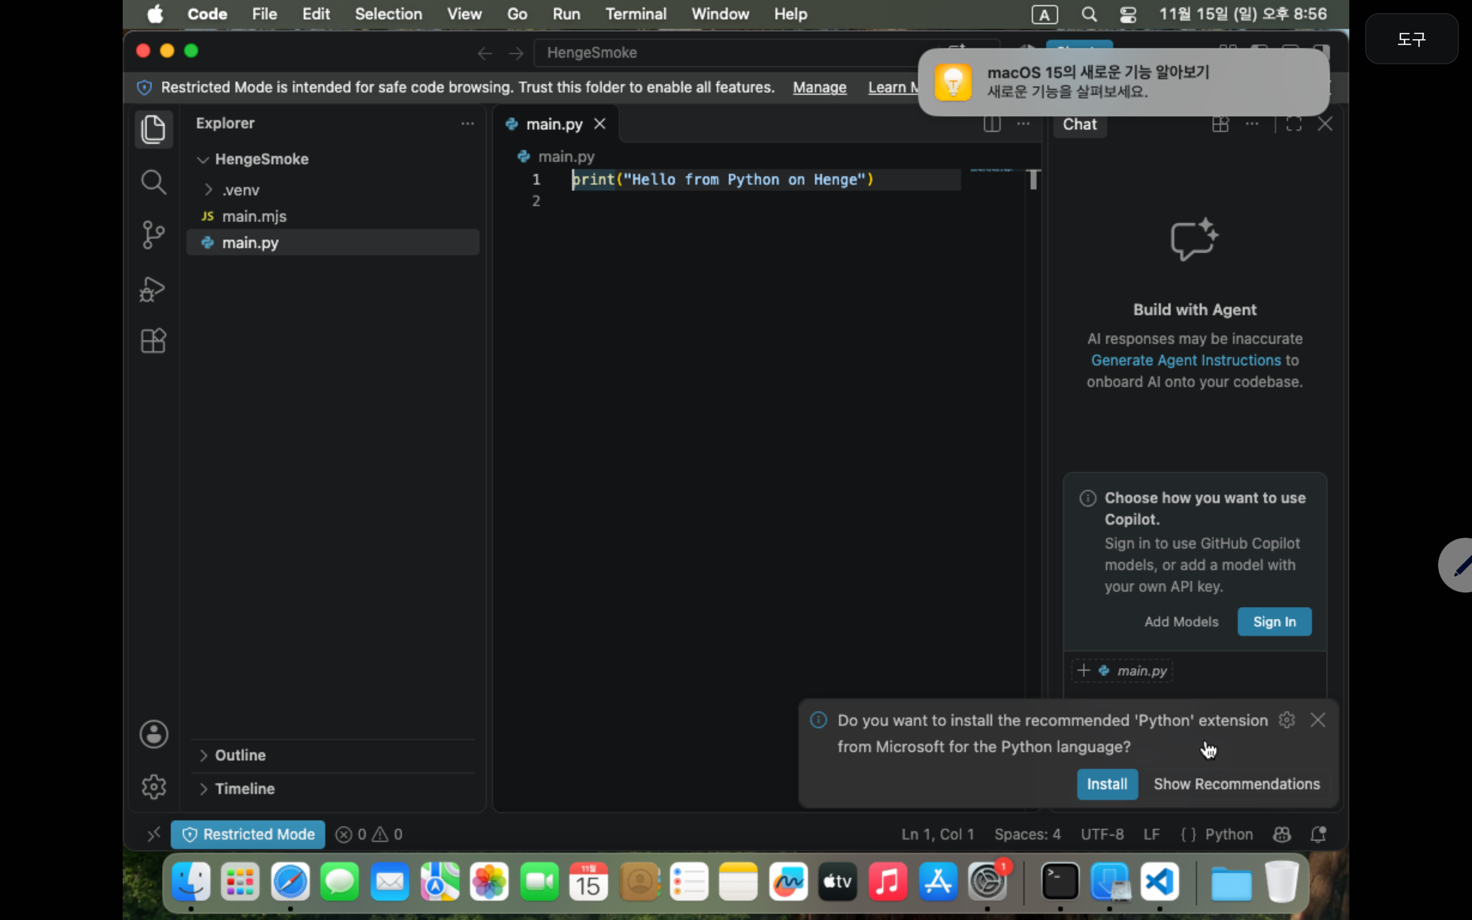 Code File Edit Selection View Go Run Terminal Window Help
A
11월 15일 (일) 오후 8:56
도구
HengeSmoke
macOS 15의 새로운 기능 알아보기
새로운 기능을 살펴보세요.
Restricted Mode is intended for safe code browsing. Trust this folder to enable all features. Manage Learn
Explorer
HengeSmoke
.venv
JS main.mjs
main.py
Outline
Timeline
main.py
main.py
1 print("Hello from Python on Henge")
2
Chat
Build with Agent
AI responses may be inaccurate
Generate Agent Instructions to
onboard AI onto your codebase.
Choose how you want to use
Copilot.
Sign in to use GitHub Copilot
models, or add a model with
your own API key.
Add Models Sign In
main.py
Do you want to install the recommended 'Python' extension
from Microsoft for the Python language?
Install Show Recommendations
Restricted Mode 0 0
Ln 1, Col 1 Spaces: 4 UTF-8 LF {} Python
11월
15
tv
1